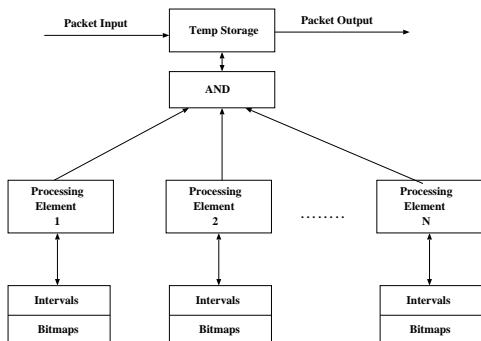 Packet Input
Temp Storage
Packet Output
AND
Processing
Element
1
Processing
Element
2
........
Processing
Element
N
Intervals
Bitmaps
Intervals
Bitmaps
Intervals
Bitmaps